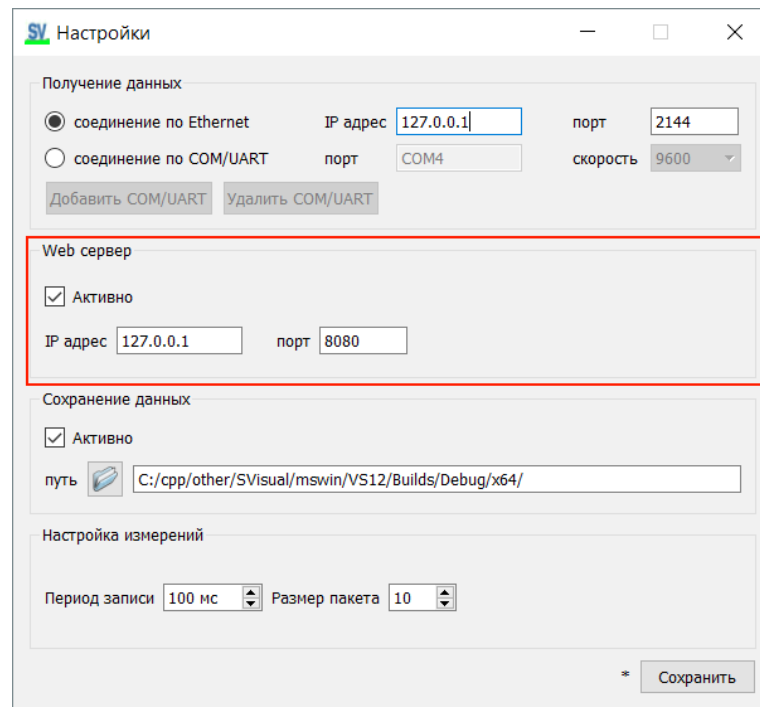 SV Настройки
Получение данных
соединение по Ethernet IP адрес 127.0.0.1 порт 2144
соединение по COM/UART порт COM4 скорость 9600
Добавить COM/UART Удалить COM/UART
Web сервер
Активно
IP адрес 127.0.0.1 порт 8080
Сохранение данных
Активно
путь C:/cpp/other/SVisual/mswin/VS12/Builds/Debug/x64/
Настройка измерений
Период записи 100 мс Размер пакета 10
* Сохранить